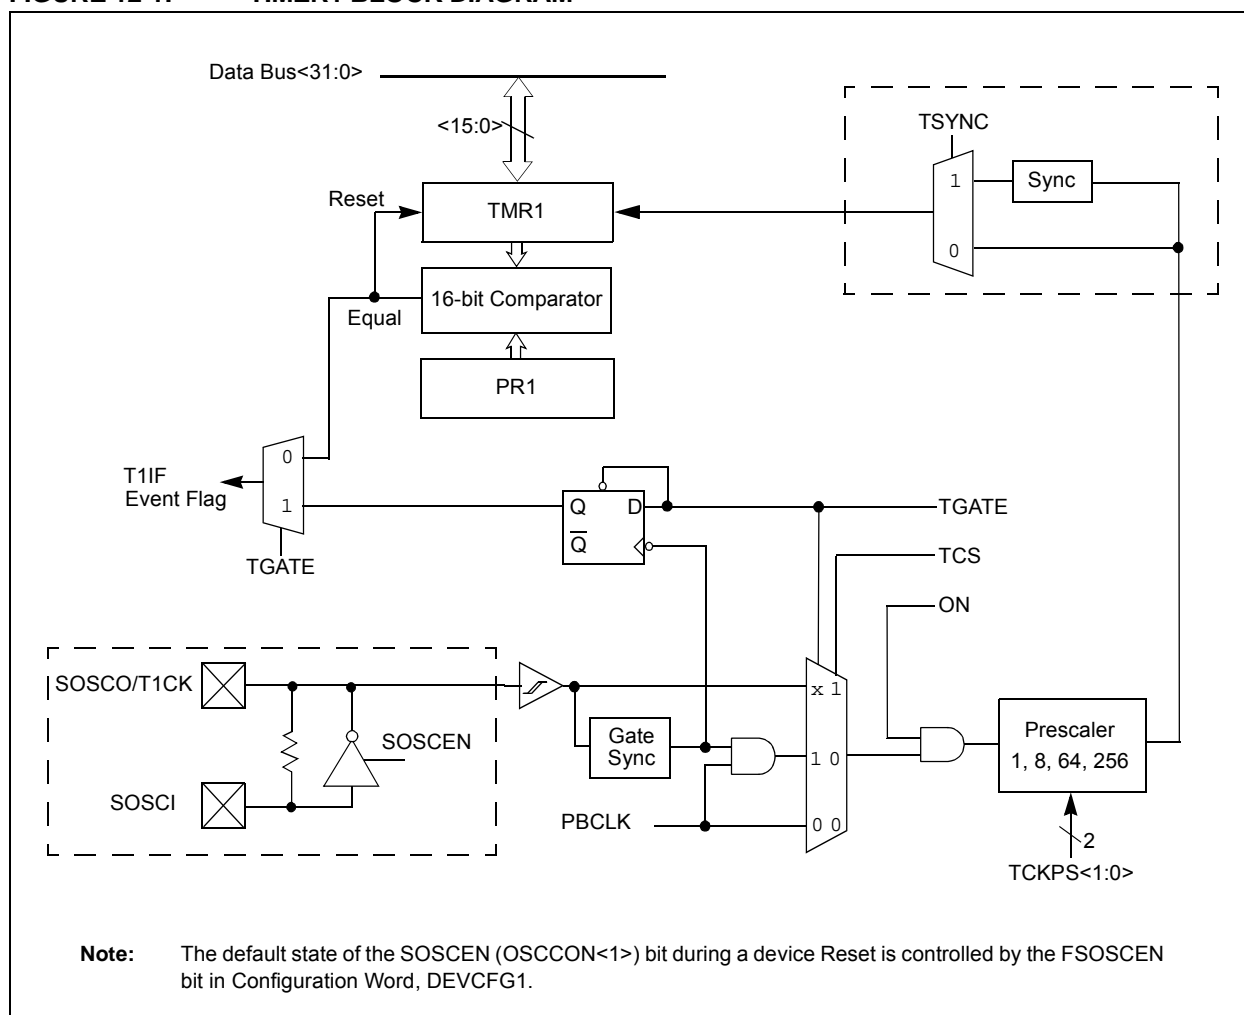 Data Bus<31:0>
<15:0>
TSYNC
Reset
TMR1
1
Sync
0
16-bit Comparator
Equal
PR1
0
T1IF
Event Flag
1
Q
D
TGATE
Q
TGATE
TCS
ON
SOSCO/T1CK
x 1
SOSCEN
Gate
Sync
Prescaler
1, 8, 64, 256
1 0
SOSCI
PBCLK
0 0
2
TCKPS<1:0>
Note: The default state of the SOSCEN (OSCCON<1>) bit during a device Reset is controlled by the FSOSCEN
bit in Configuration Word, DEVCFG1.